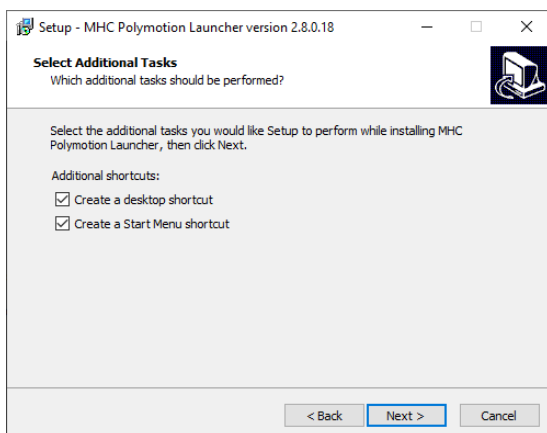 Setup - MHC Polymotion Launcher version 2.8.0.18
Select Additional Tasks
Which additional tasks should be performed?
Select the additional tasks you would like Setup to perform while installing MHC
Polymotion Launcher, then click Next.
Additional shortcuts:
Create a desktop shortcut
Create a Start Menu shortcut
< Back
Next >
Cancel